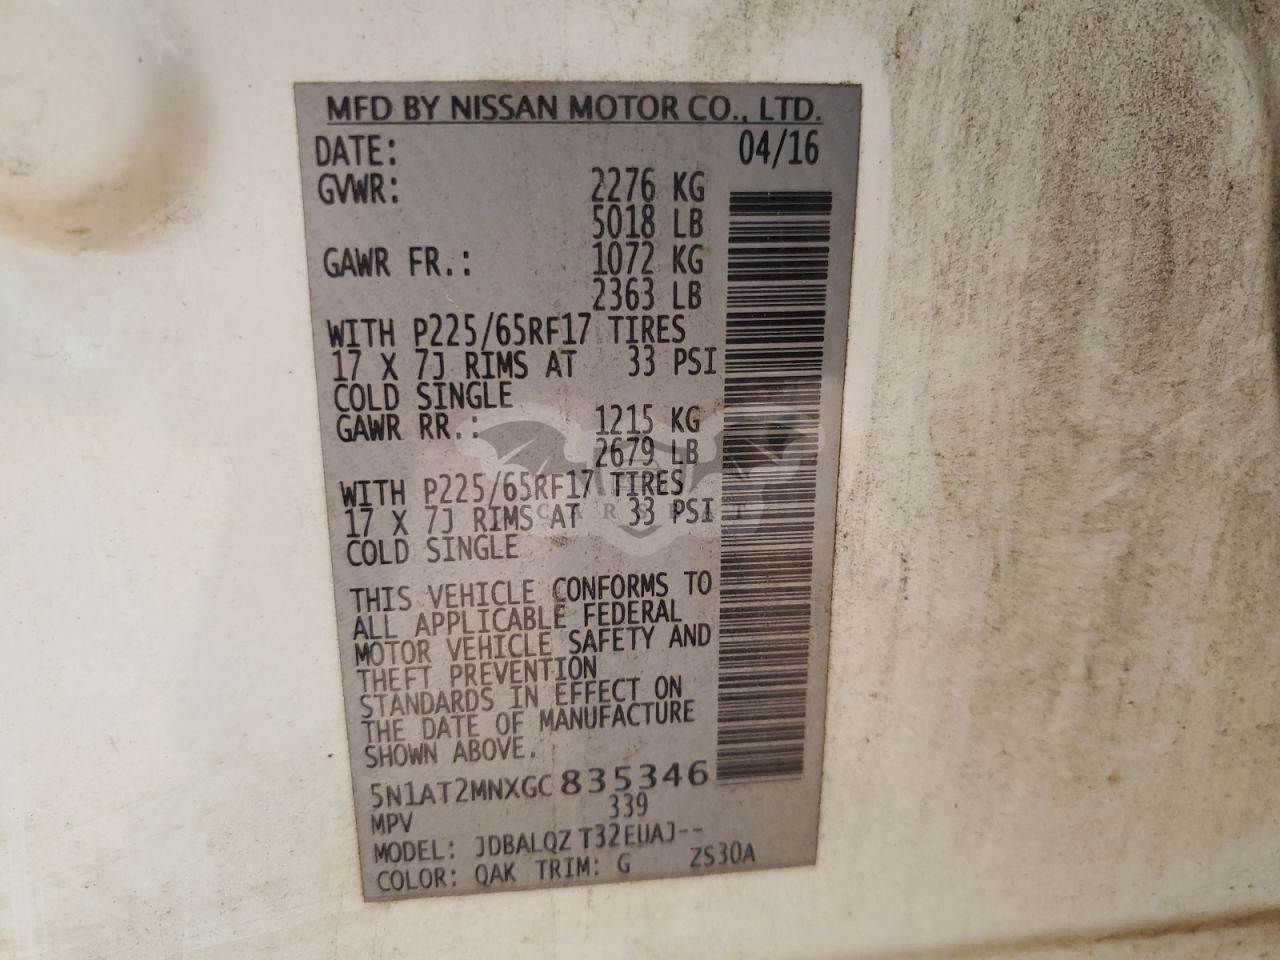 MFD BY NISSAN MOTOR CO., LTD.
DATE: 04/16
GVWR: 2276 KG
5018 LB
GAWR FR.: 1072 KG
2363 LB
WITH P225/65RF17 TIRES
17 X 7J RIMS AT 33 PSI
COLD SINGLE
GAWR RR.: 1215 KG
2679 LB
WITH P225/65RF17 TIRES
17 X 7J RIMS AT 33 PSI
COLD SINGLE
THIS VEHICLE CONFORMS TO
ALL APPLICABLE FEDERAL
MOTOR VEHICLE SAFETY AND
THEFT PREVENTION
STANDARDS IN EFFECT ON
THE DATE OF MANUFACTURE
SHOWN ABOVE.
5N1AT2MNXGC835346
MPV 339
MODEL: JDBALQZ T32EUAJ--
COLOR: QAK TRIM: G ZS30A